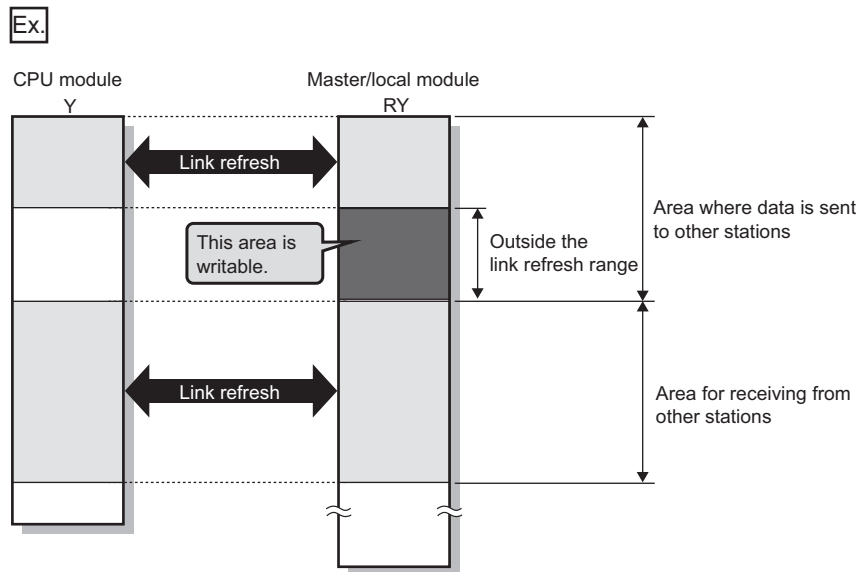 Ex.
CPU module
Y
Master/local module
RY
Link refresh
This area is
writable.
Outside the
link refresh range
Area where data is sent
to other stations
Link refresh
Area for receiving from
other stations